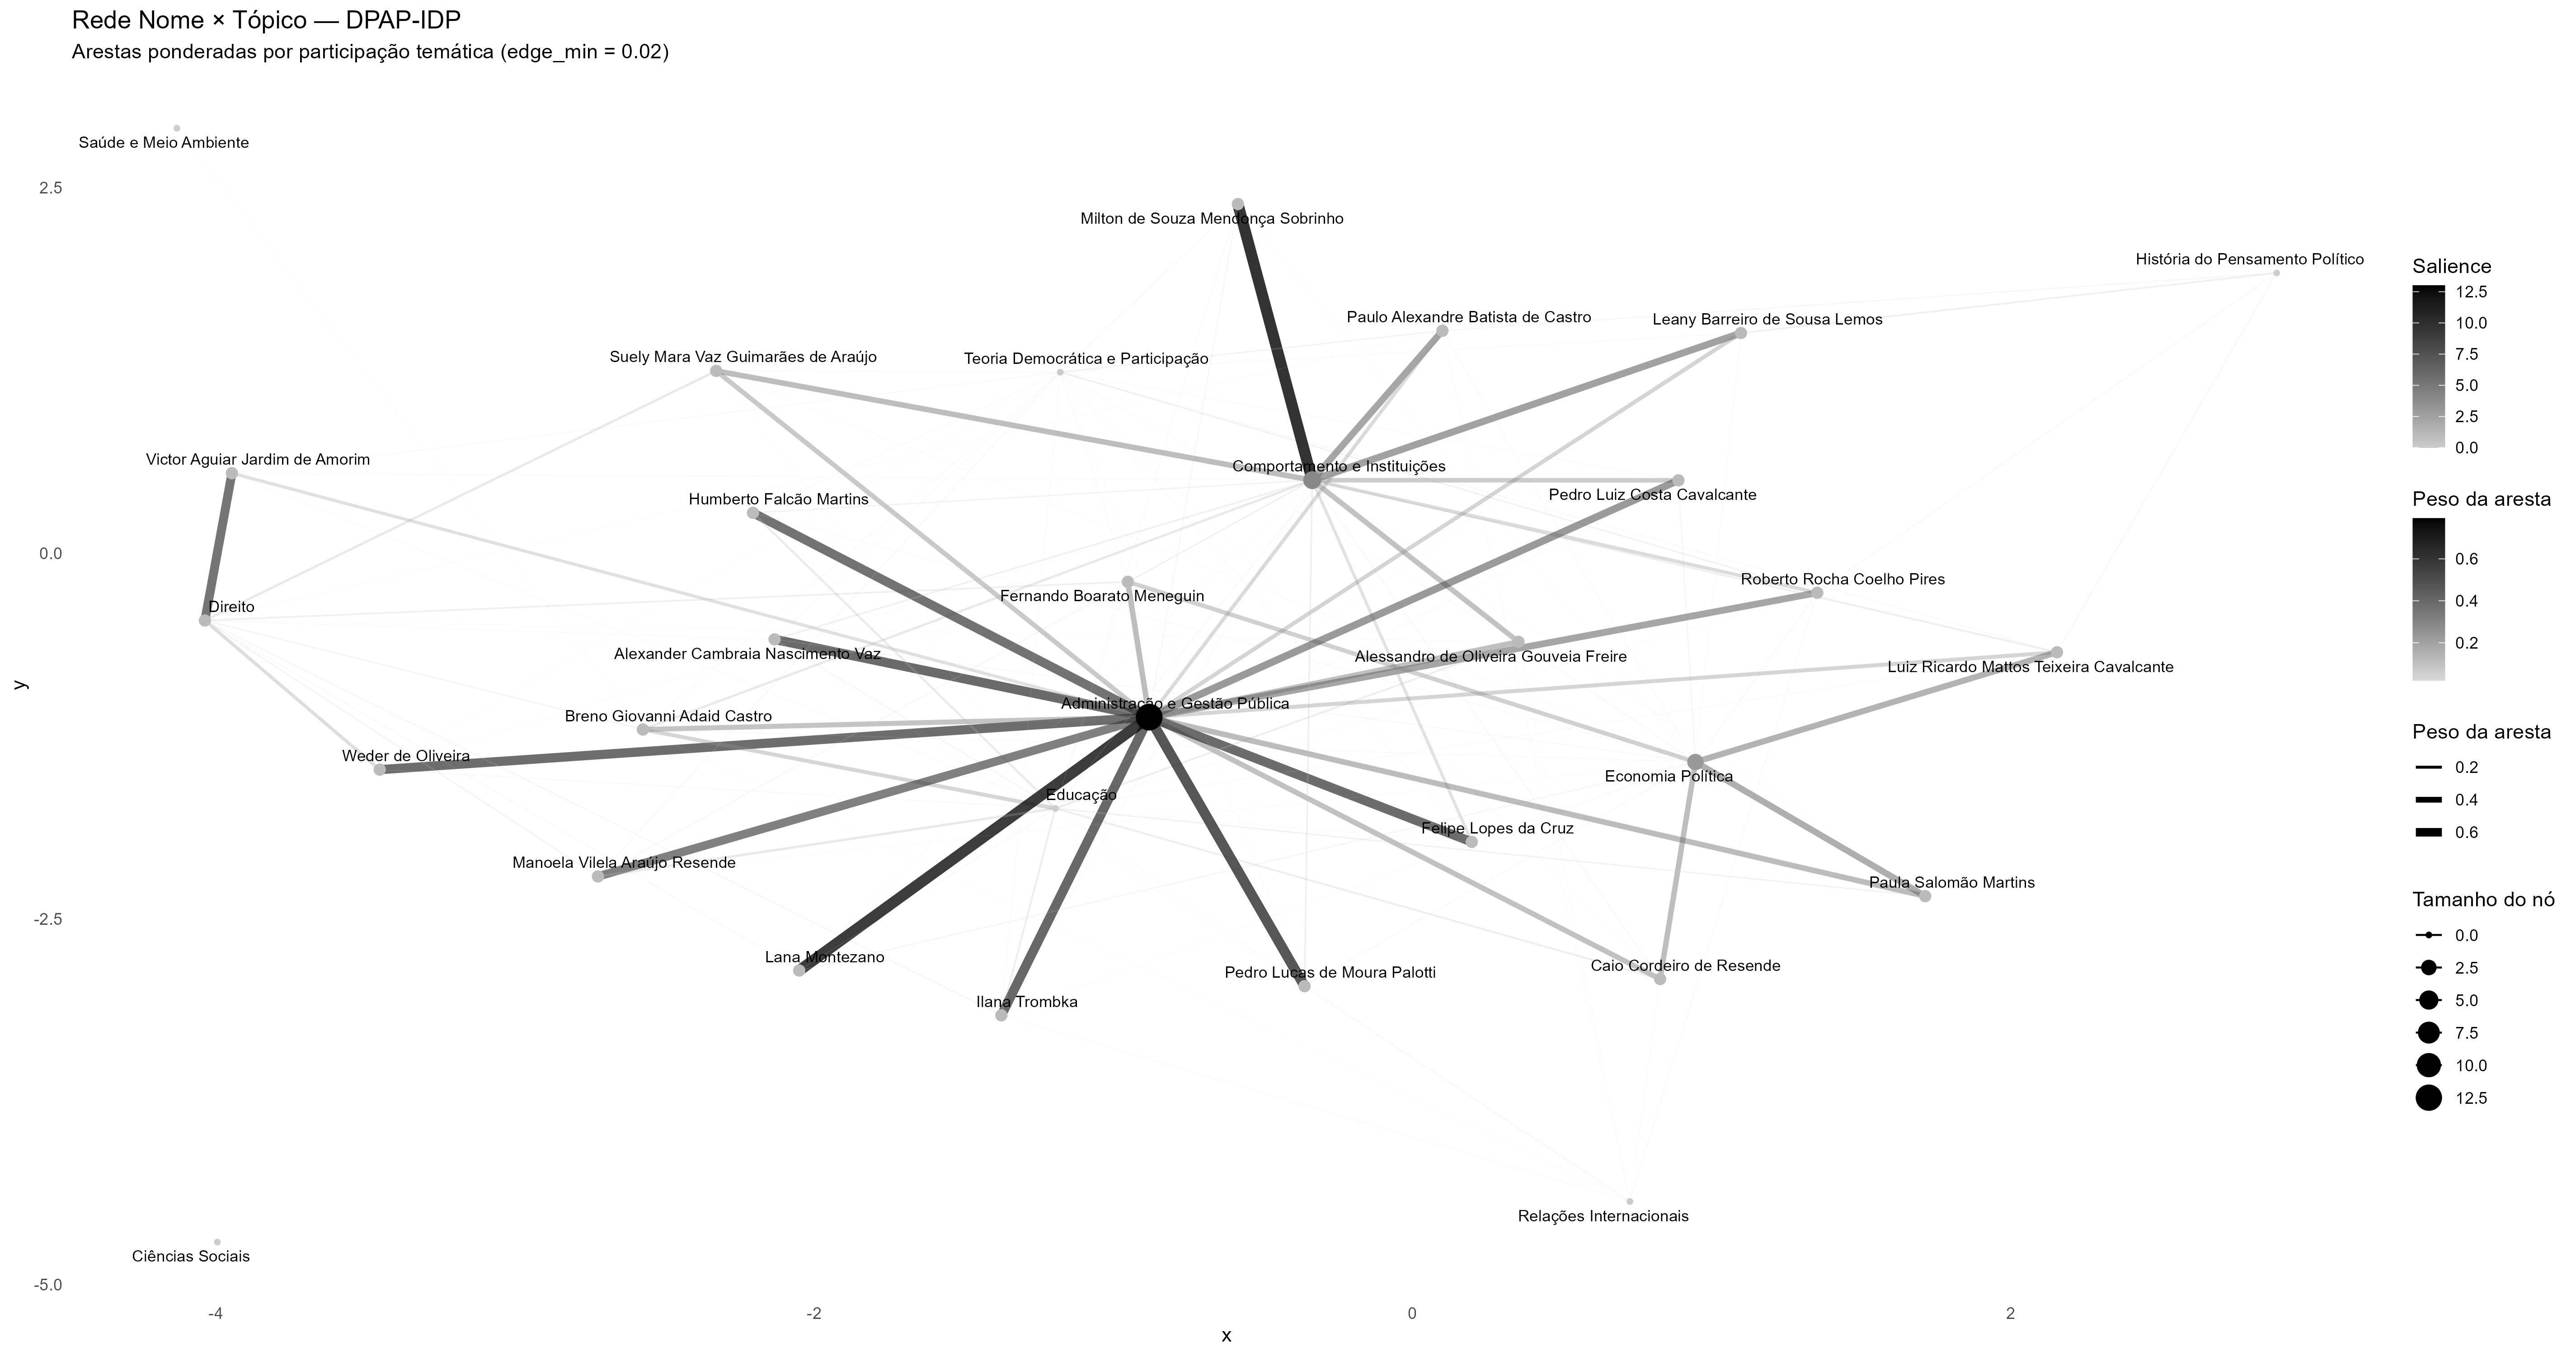 Rede Nome × Tópico — DPAP-IDP
Arestas ponderadas por participação temática (edge_min = 0.02)
Saúde e Meio Ambiente
2.5
Milton de Souza Mendonça Sobrinho
História do Pensamento Político
Paulo Alexandre Batista de Castro
Leany Barreiro de Sousa Lemos
Suely Mara Vaz Guimarães de Araújo
Teoria Democrática e Participação
Victor Aguiar Jardim de Amorim
Comportamento e Instituições
Humberto Falcão Martins
Pedro Luiz Costa Cavalcante
0.0
Roberto Rocha Coelho Pires
Fernando Boarato Meneguin
Direito
Alexander Cambraia Nascimento Vaz
Alessandro de Oliveira Gouveia Freire
Luiz Ricardo Mattos Teixeira Cavalcante
y
Administração e Gestão Pública
Breno Giovanni Adaid Castro
Weder de Oliveira
Economia Política
Educação
Felipe Lopes da Cruz
Manoela Vilela Araújo Resende
Paula Salomão Martins
-2.5
Lana Montezano
Caio Cordeiro de Resende
Pedro Lucas de Moura Palotti
Ilana Trombka
Relações Internacionais
Ciências Sociais
-5.0
-4
-2
0
2
x
Salience
12.5
10.0
7.5
5.0
2.5
0.0
Peso da aresta
0.6
0.4
0.2
Peso da aresta
0.2
0.4
0.6
Tamanho do nó
0.0
2.5
5.0
7.5
10.0
12.5